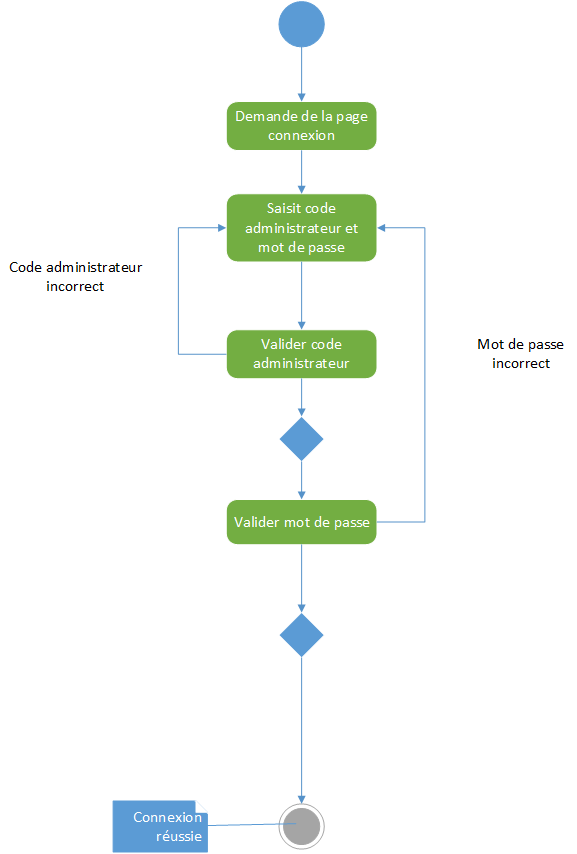 Demande de la page
connexion
Saisit code
administrateur et
mot de passe
Code administrateur
incorrect
Valider code
administrateur
Mot de passe
incorrect
Valider mot de passe
Connexion
réussie